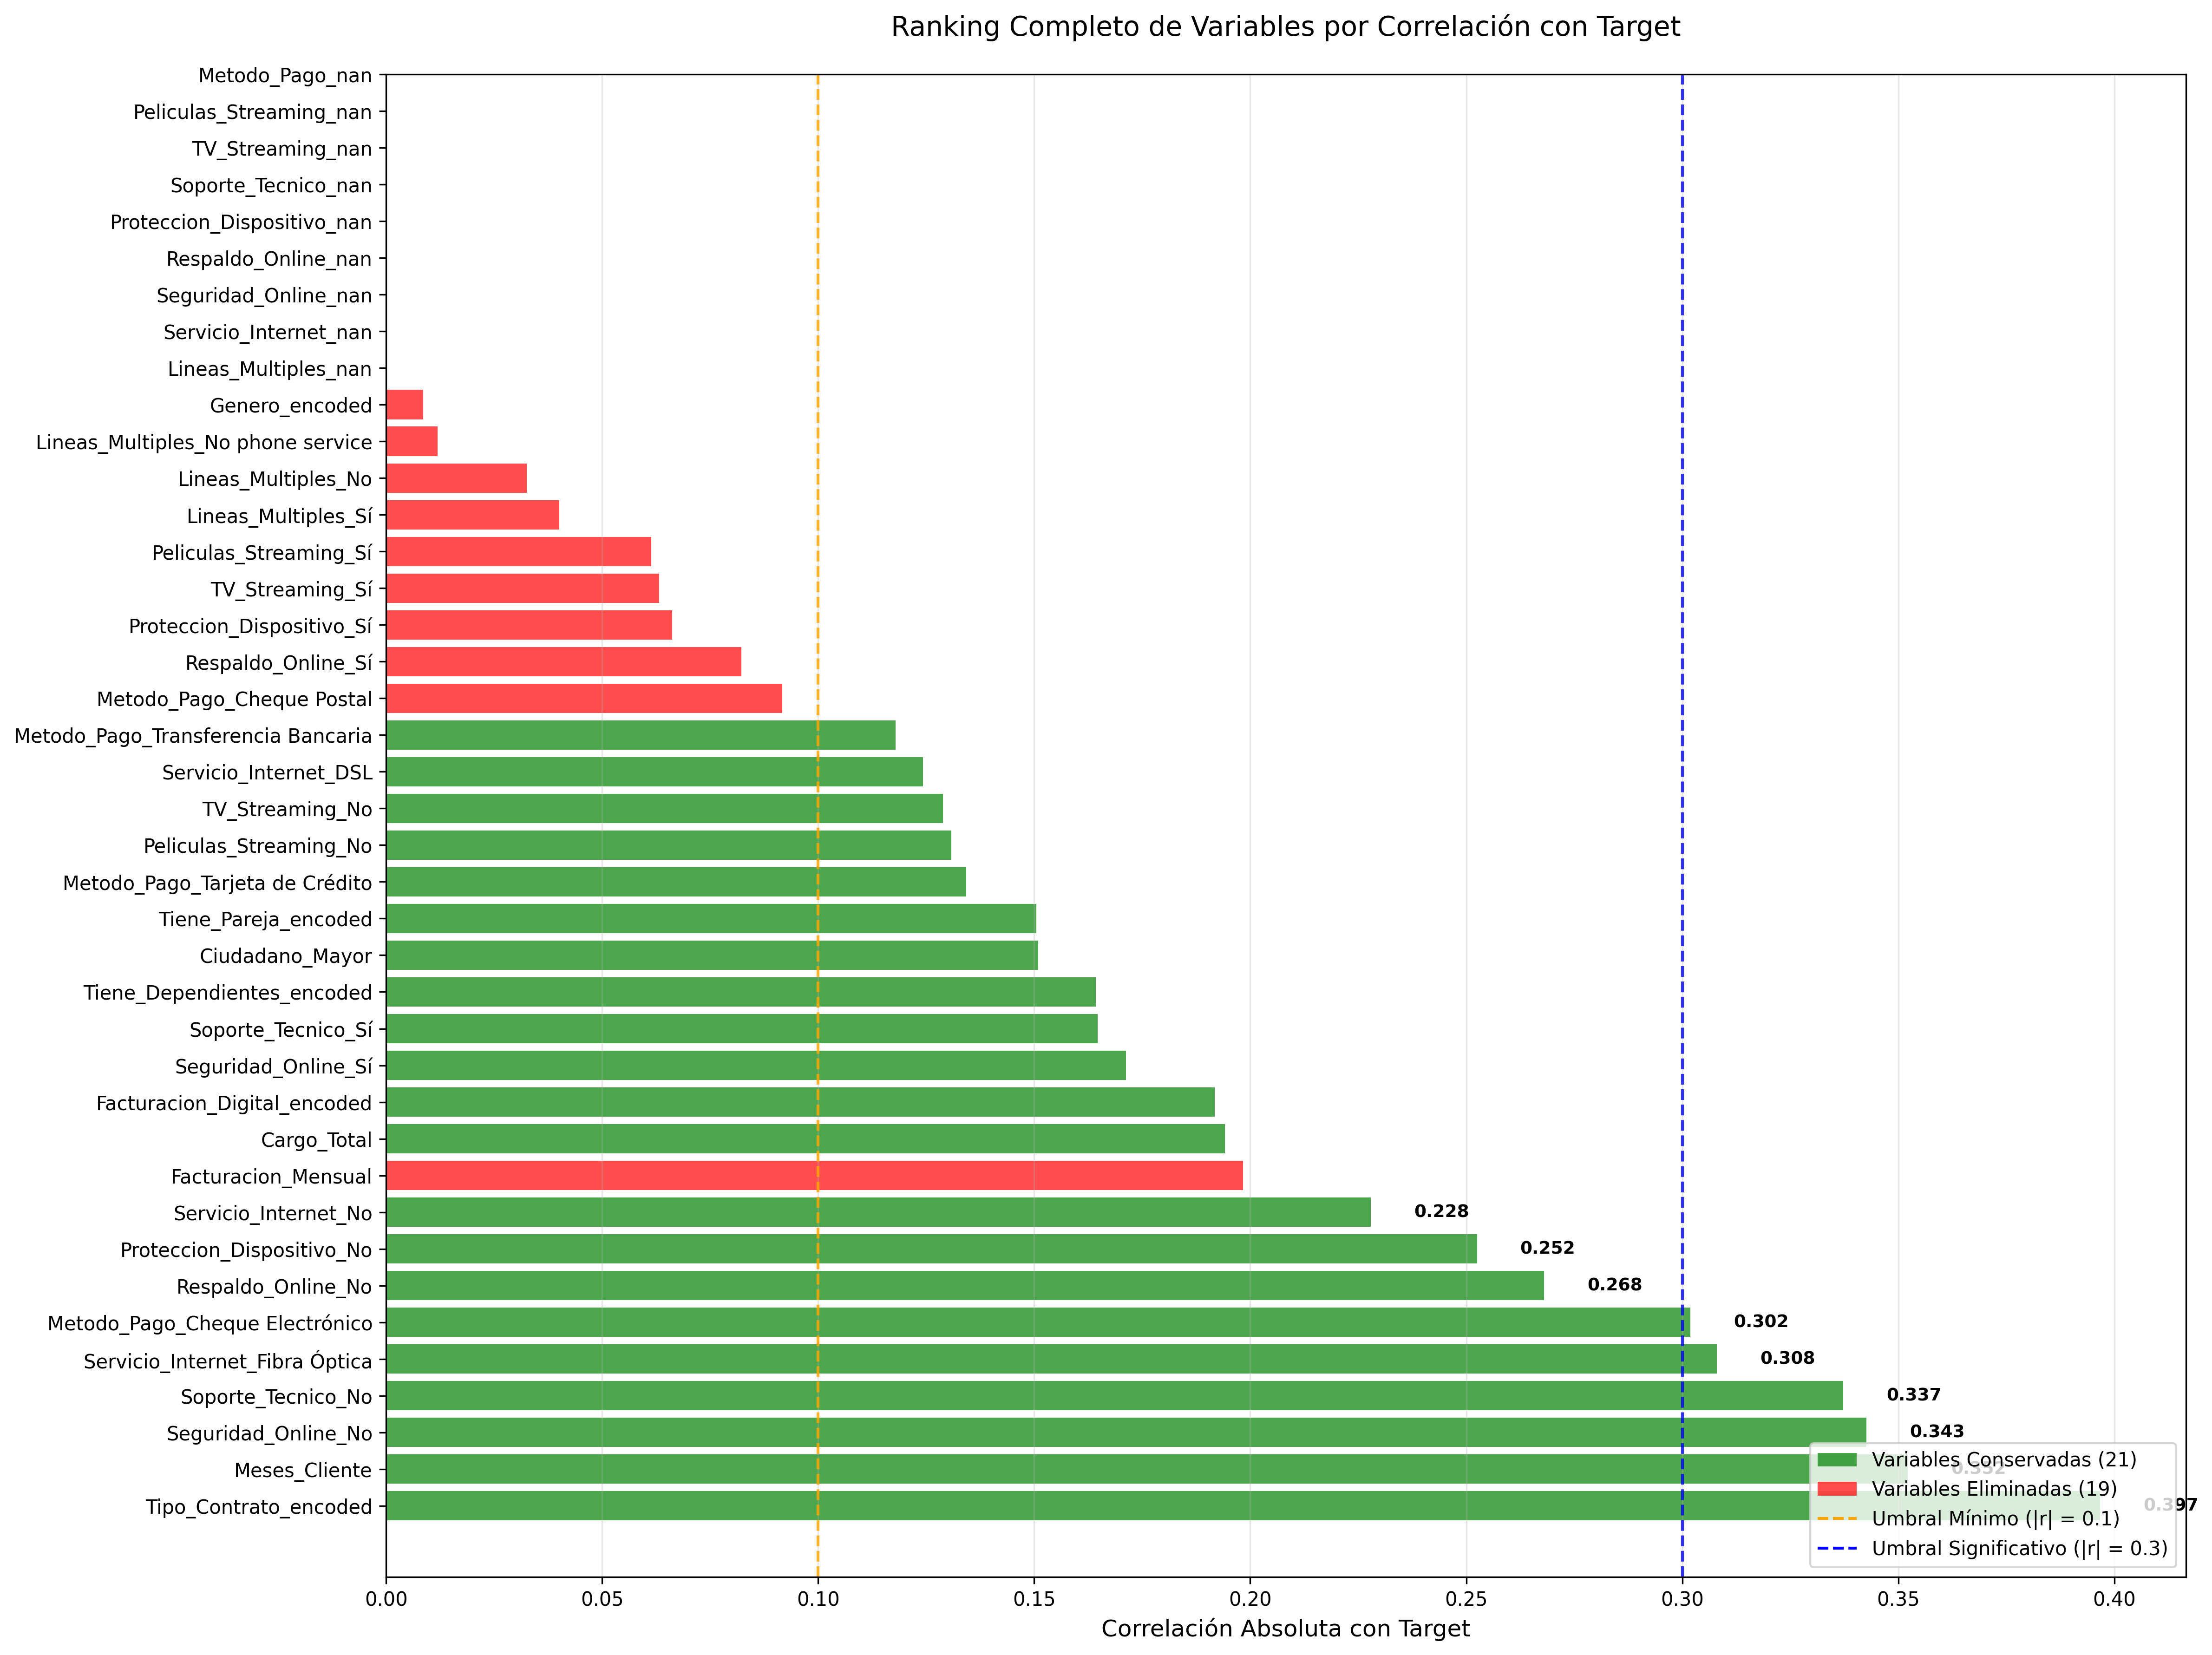 Ranking Completo de Variables por Correlación con Target
Metodo_Pago_nan
Peliculas_Streaming_nan
TV_Streaming_nan
Soporte_Tecnico_nan
Proteccion_Dispositivo_nan
Respaldo_Online_nan
Seguridad_Online_nan
Servicio_Internet_nan
Lineas_Multiples_nan
Genero_encoded
Lineas_Multiples_No phone service
Lineas_Multiples_No
Lineas_Multiples_Sí
Peliculas_Streaming_Sí
TV_Streaming_Sí
Proteccion_Dispositivo_Sí
Respaldo_Online_Sí
Metodo_Pago_Cheque Postal
Metodo_Pago_Transferencia Bancaria
Servicio_Internet_DSL
TV_Streaming_No
Peliculas_Streaming_No
Metodo_Pago_Tarjeta de Crédito
Tiene_Pareja_encoded
Ciudadano_Mayor
Tiene_Dependientes_encoded
Soporte_Tecnico_Sí
Seguridad_Online_Sí
Facturacion_Digital_encoded
Cargo_Total
Facturacion_Mensual
Servicio_Internet_No 0.228
Proteccion_Dispositivo_No 0.252
Respaldo_Online_No 0.268
Metodo_Pago_Cheque Electrónico 0.302
Servicio_Internet_Fibra Óptica 0.308
Soporte_Tecnico_No 0.337
Seguridad_Online_No 0.343
Meses_Cliente 0.352
Tipo_Contrato_encoded 0.397
Variables Conservadas (21)
Variables Eliminadas (19)
Umbral Mínimo (|r| = 0.1)
Umbral Significativo (|r| = 0.3)
0.00 0.05 0.10 0.15 0.20 0.25 0.30 0.35 0.40
Correlación Absoluta con Target